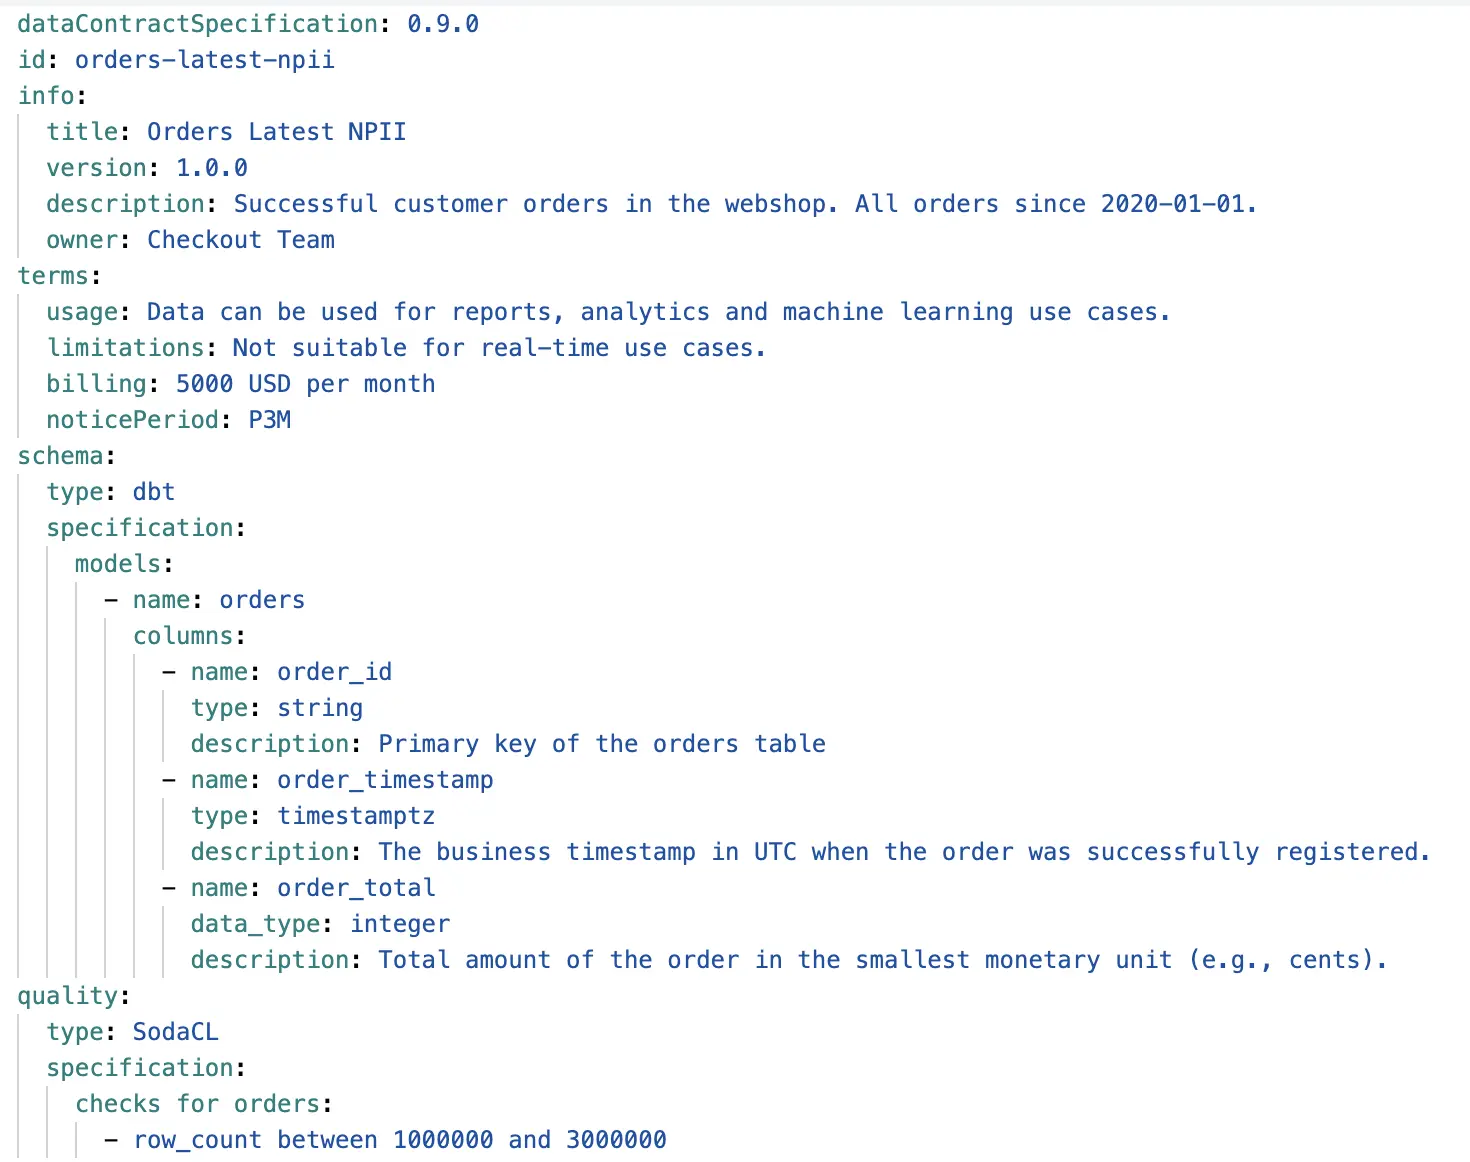 dataContractSpecification: 0.9.0
id: orders-latest-npii
info:
  title: Orders Latest NPII
  version: 1.0.0
  description: Successful customer orders in the webshop. All orders since 2020-01-01.
  owner: Checkout Team
terms:
  usage: Data can be used for reports, analytics and machine learning use cases.
  limitations: Not suitable for real-time use cases.
  billing: 5000 USD per month
  noticePeriod: P3M
schema:
  type: dbt
  specification:
    models:
      - name: orders
        columns:
          - name: order_id
            type: string
            description: Primary key of the orders table
          - name: order_timestamp
            type: timestamptz
            description: The business timestamp in UTC when the order was successfully registered.
          - name: order_total
            data_type: integer
            description: Total amount of the order in the smallest monetary unit (e.g., cents).
quality:
  type: SodaCL
  specification:
    checks for orders:
      - row_count between 1000000 and 3000000